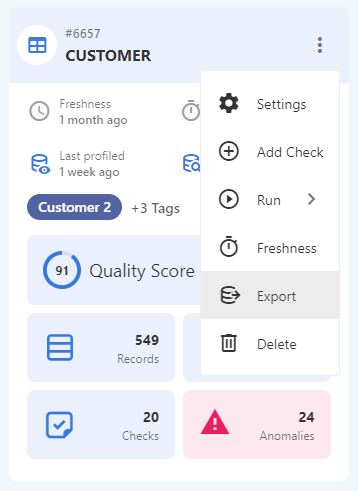 #6657
CUSTOMER
Freshness
1 month ago
Last profiled
1 week ago
Customer 2
+3 Tags
91
Quality Score
549
Records
20
Checks
24
Anomalies
Settings
Add Check
Run
Freshness
Export
Delete